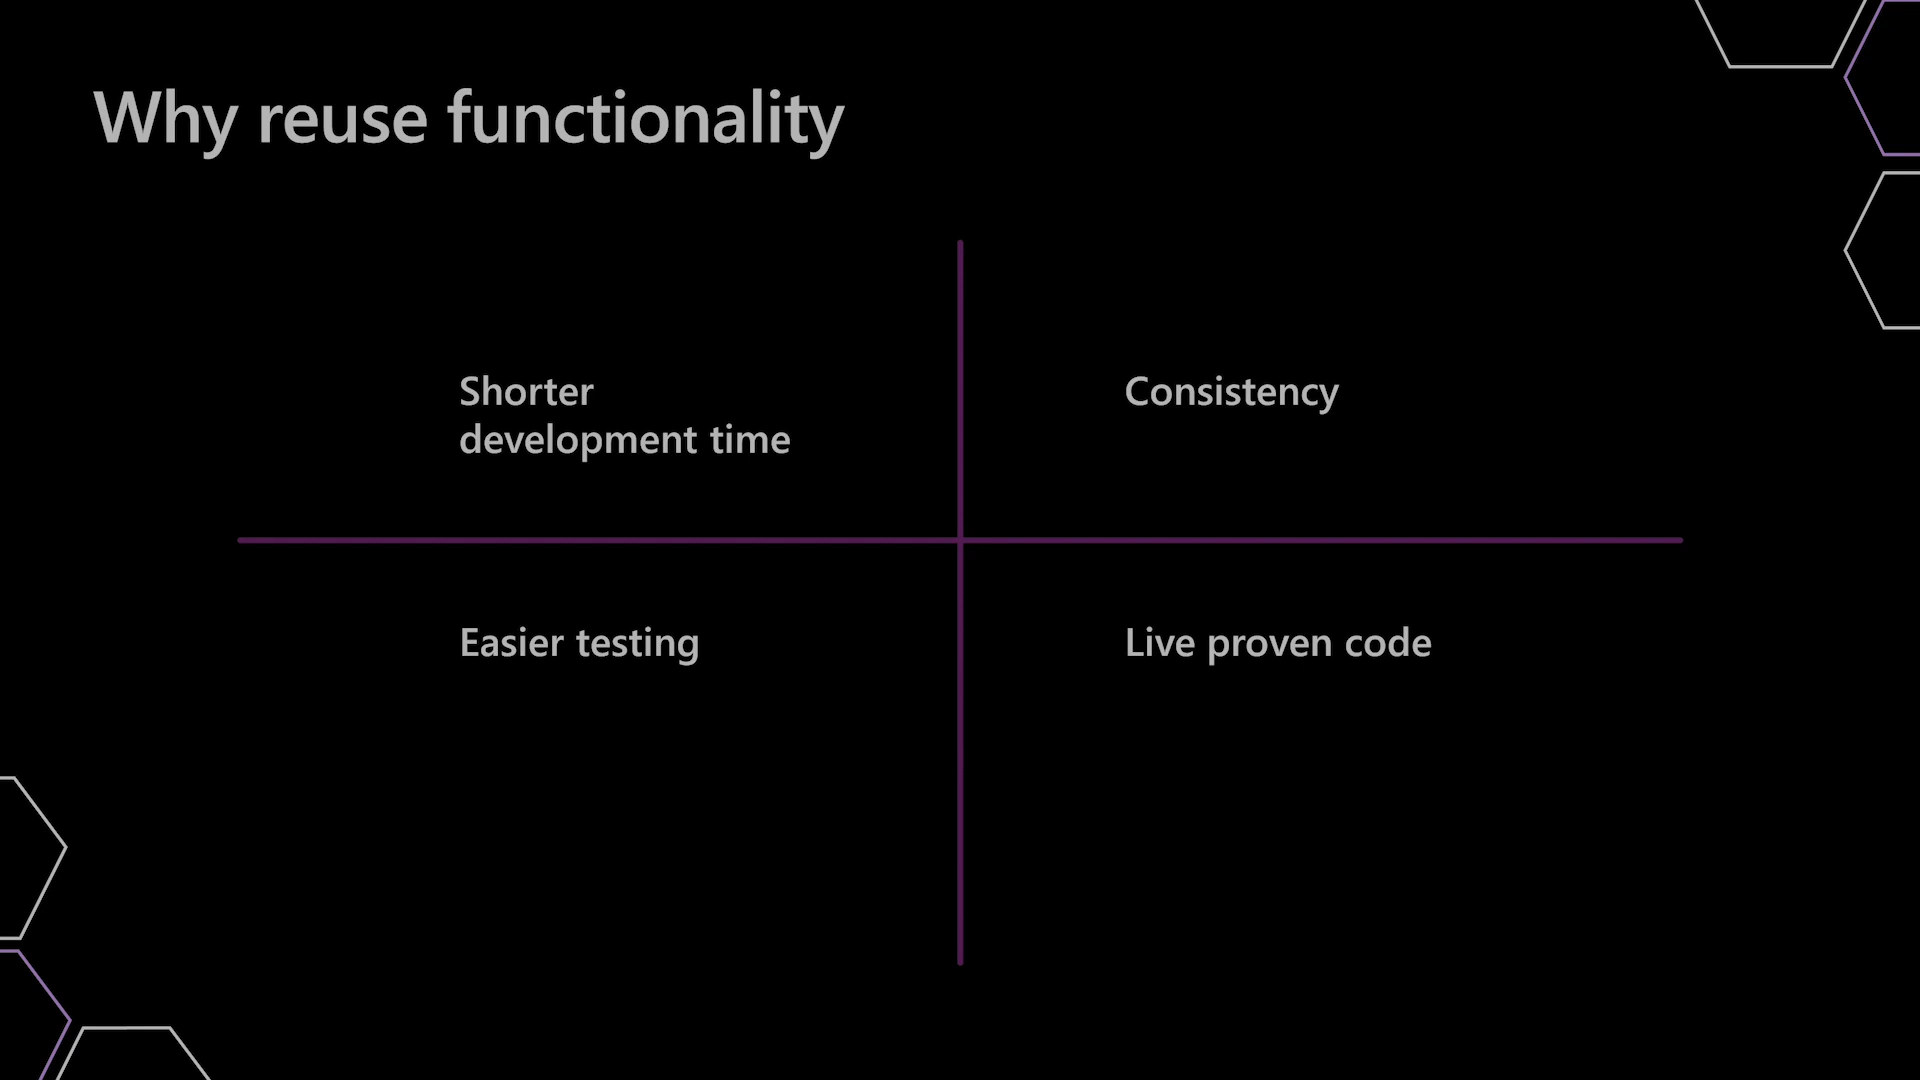 Why reuse functionality
Shorter
development time
Consistency
Easier testing
Live proven code